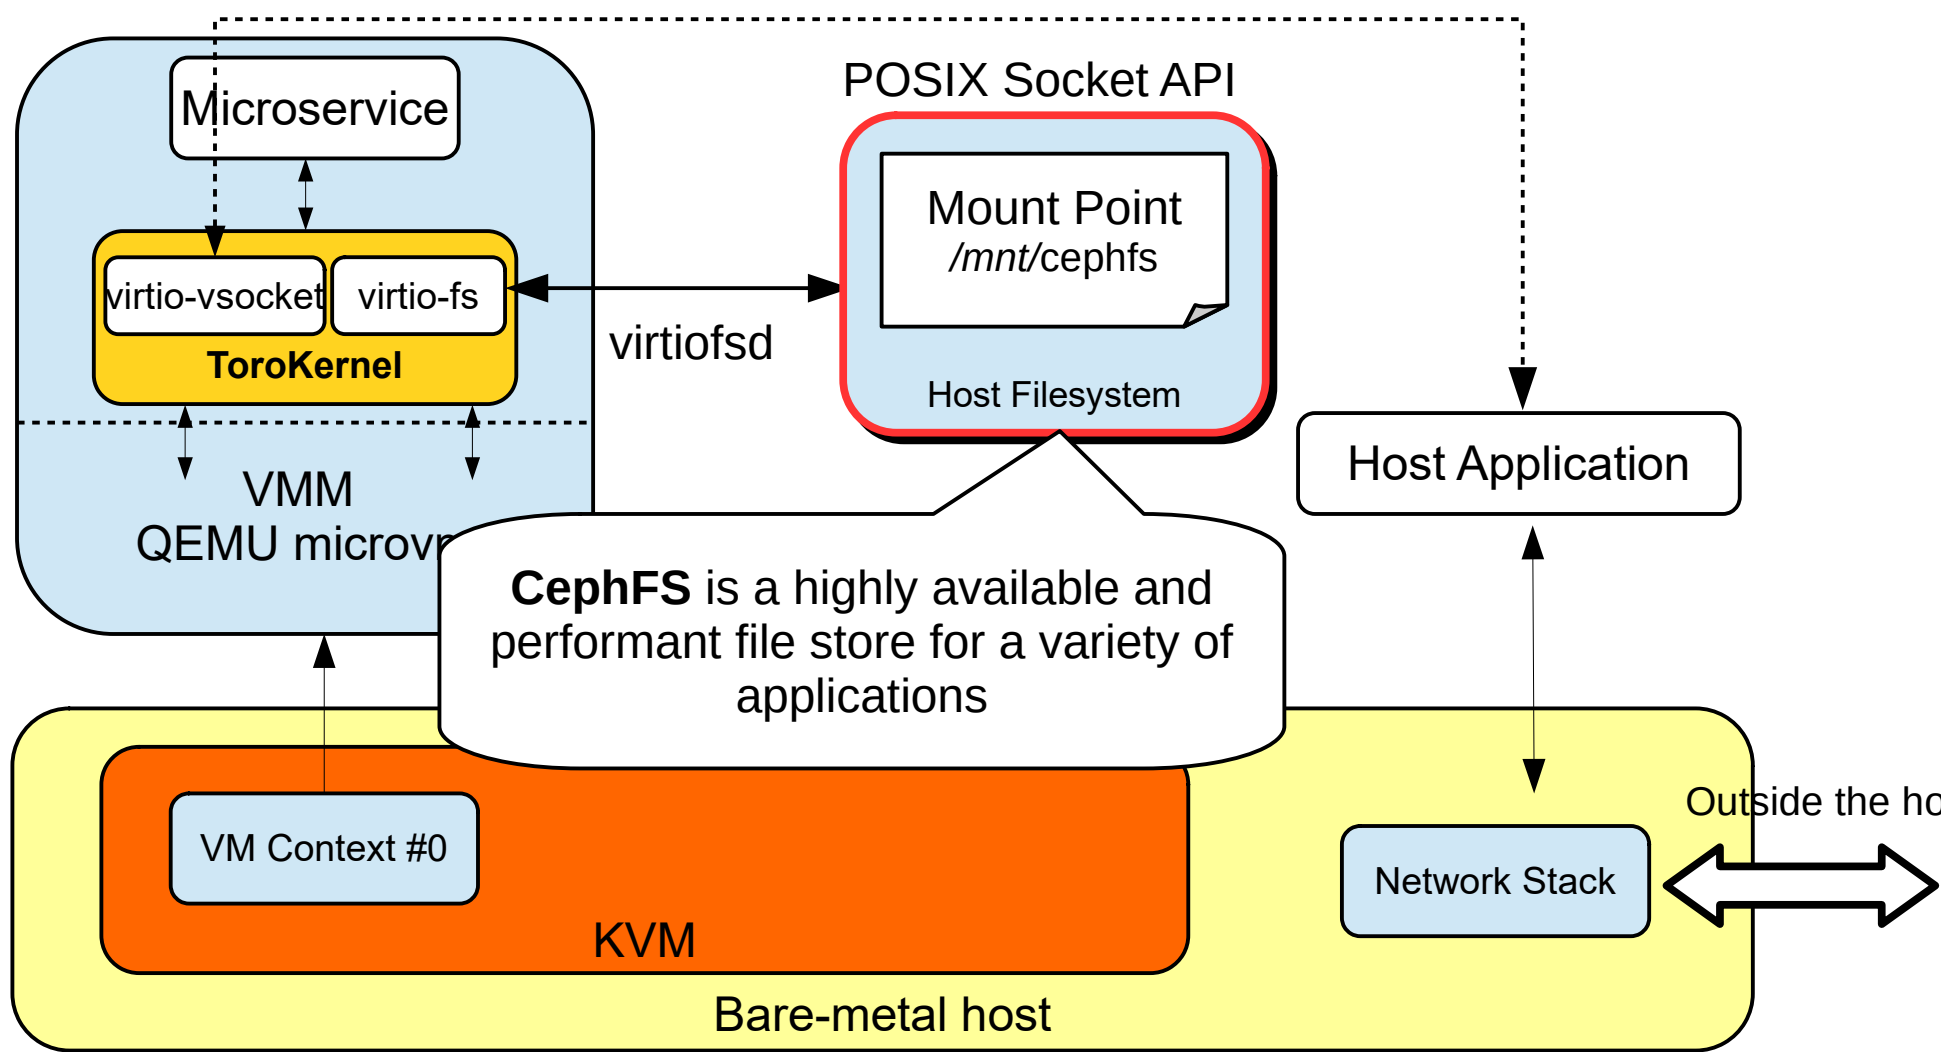 POSIX Socket API
Microservice
Mount Point
/mnt/cephfs
virtio-vsocket
virtio-fs
virtiofsd
ToroKernel
Host Filesystem
Host Application
VMM
QEMU
CephFS is a highly available and
performant file store for a variety of
applications
Outside the
VM Context #0
Network Stack
KVM
Bare-metal host